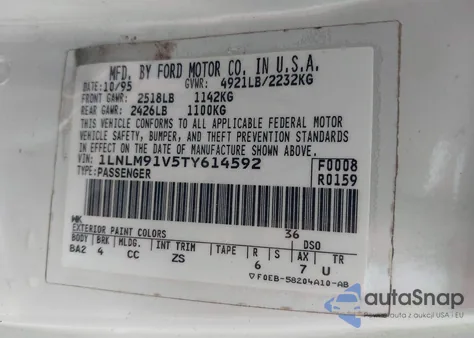 MFD. BY FORD MOTOR CO. IN U.S.A.
DATE: 10/95 GVWR: 4921LB/2232KG
FRONT GAWR: 2518LB 1142KG
REAR GAWR: 2426LB 1100KG
THIS VEHICLE CONFORMS TO ALL APPLICABLE FEDERAL MOTOR
VEHICLE SAFETY, BUMPER, AND THEFT PREVENTION STANDARDS
IN EFFECT ON THE DATE OF MANUFACTURE SHOWN ABOVE.
VIN: 1LNLM91V5TY614592 F0008
TYPE: PASSENGER R0159
WK 36
EXTERIOR PAINT COLORS DSO
BODY BRK MLDG. INT TRIM TAPE R S AX TR
BA2 4 CC ZS 6 7 U
▽F0EB-58204A10-AB
autoSnap